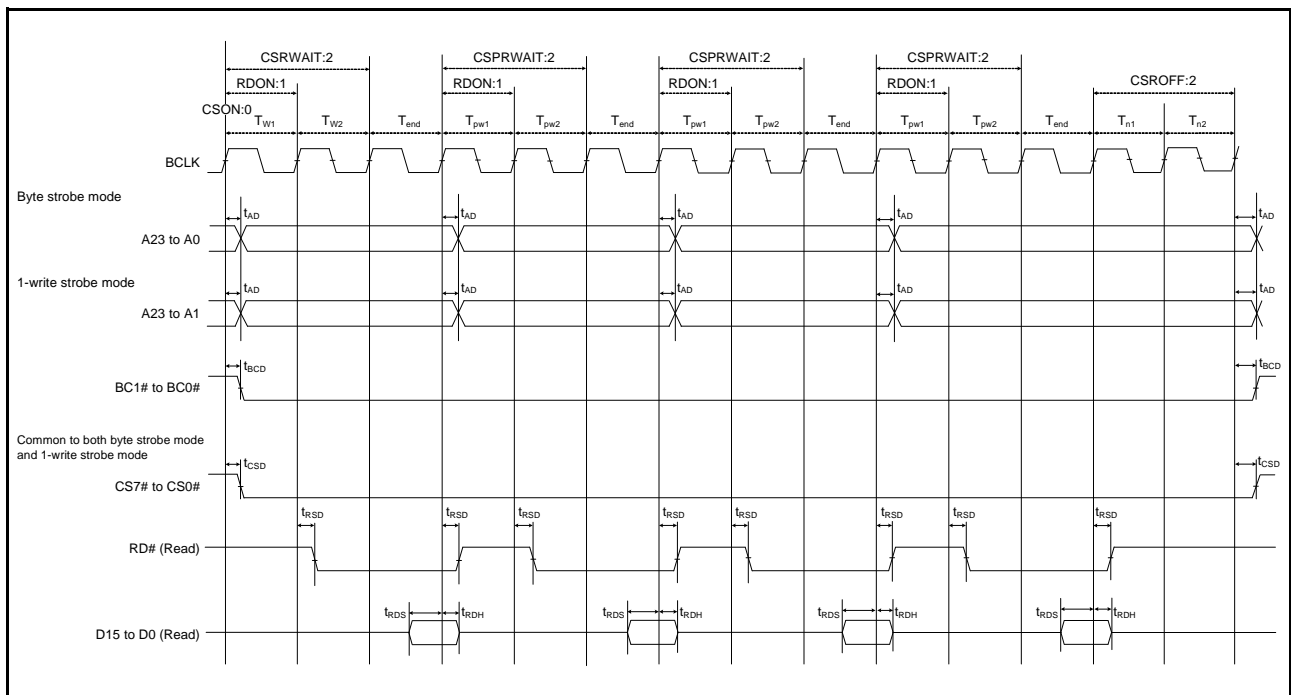 CSRWAIT:2 CSPRWAIT:2 CSPRWAIT:2 CSPRWAIT:2
RDON:1 RDON:1 RDON:1 RDON:1 CSROFF:2
CSON:0
TW1 TW2 Tend Tpw1 Tpw2 Tend Tpw1 Tpw2 Tend Tpw1 Tpw2 Tend Tn1 Tn2
BCLK
Byte strobe mode
tAD tAD tAD tAD tAD
A23 to A0
1-write strobe mode
tAD tAD tAD tAD tAD
A23 to A1
tBCD tBCD
BC1# to BC0#
Common to both byte strobe mode
and 1-write strobe mode
tCSD tCSD
CS7# to CS0#
tRSD tRSD tRSD tRSD tRSD tRSD tRSD tRSD
RD# (Read)
tRDS tRDH tRDS tRDH tRDS tRDH tRDS tRDH
D15 to D0 (Read)